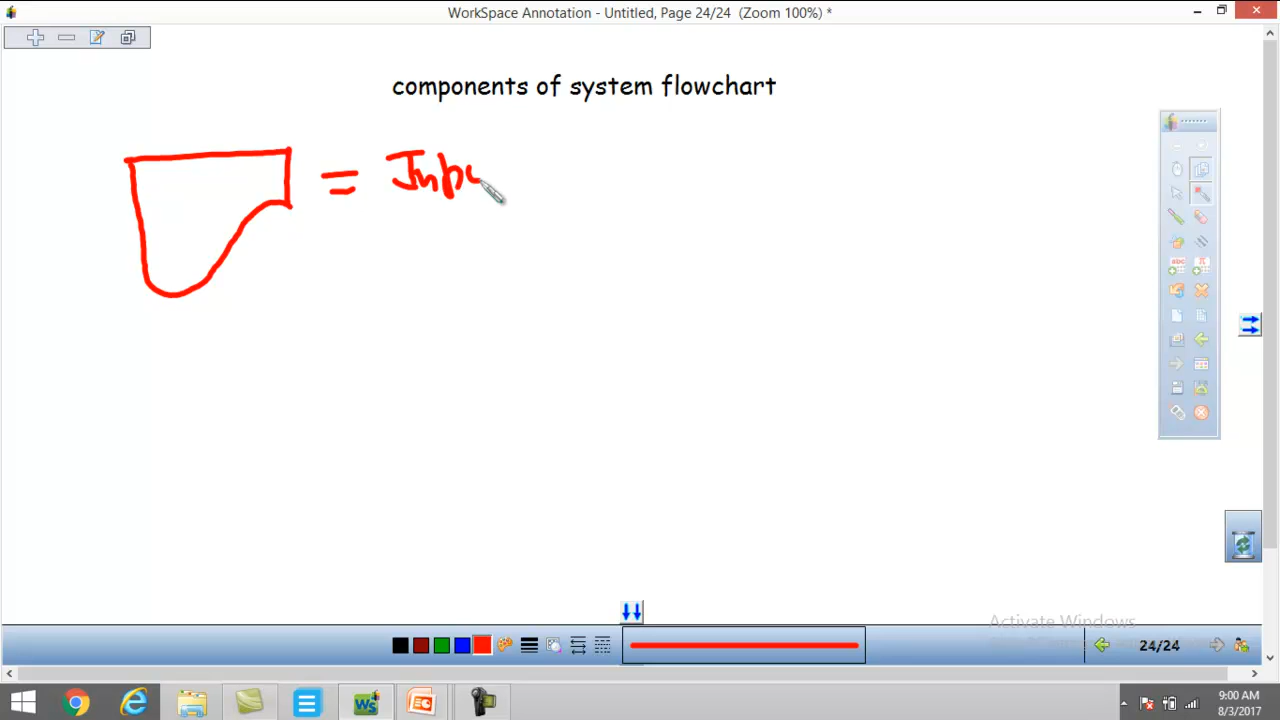 WorkSpace Annotation - Untitled, Page 24/24 (Zoom 100%) *
components of system flowchart
= Inpu
abc
π
Activate Windows
24/24
9:00 AM
8/3/2017